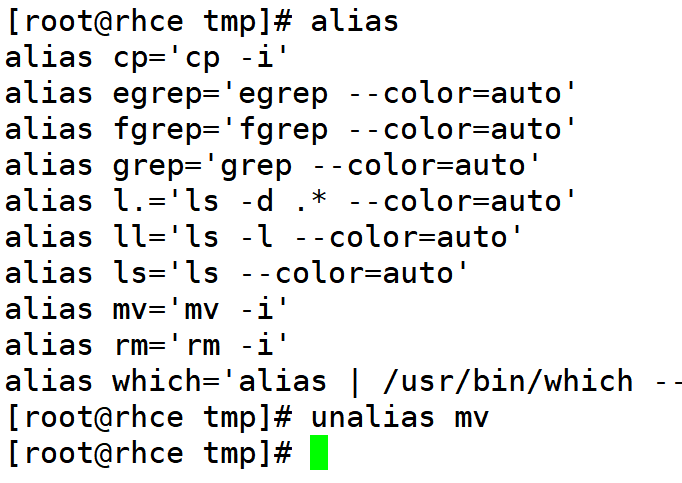 [root@rhce tmp]# alias
alias cp='cp -i'
alias egrep='egrep --color=auto'
alias fgrep='fgrep --color=auto'
alias grep='grep --color=auto'
alias l.='ls -d .* --color=auto'
alias ll='ls -l --color=auto'
alias ls='ls --color=auto'
alias mv='mv -i'
alias rm='rm -i'
alias which='alias | /usr/bin/which --
[root@rhce tmp]# unalias mv
[root@rhce tmp]#